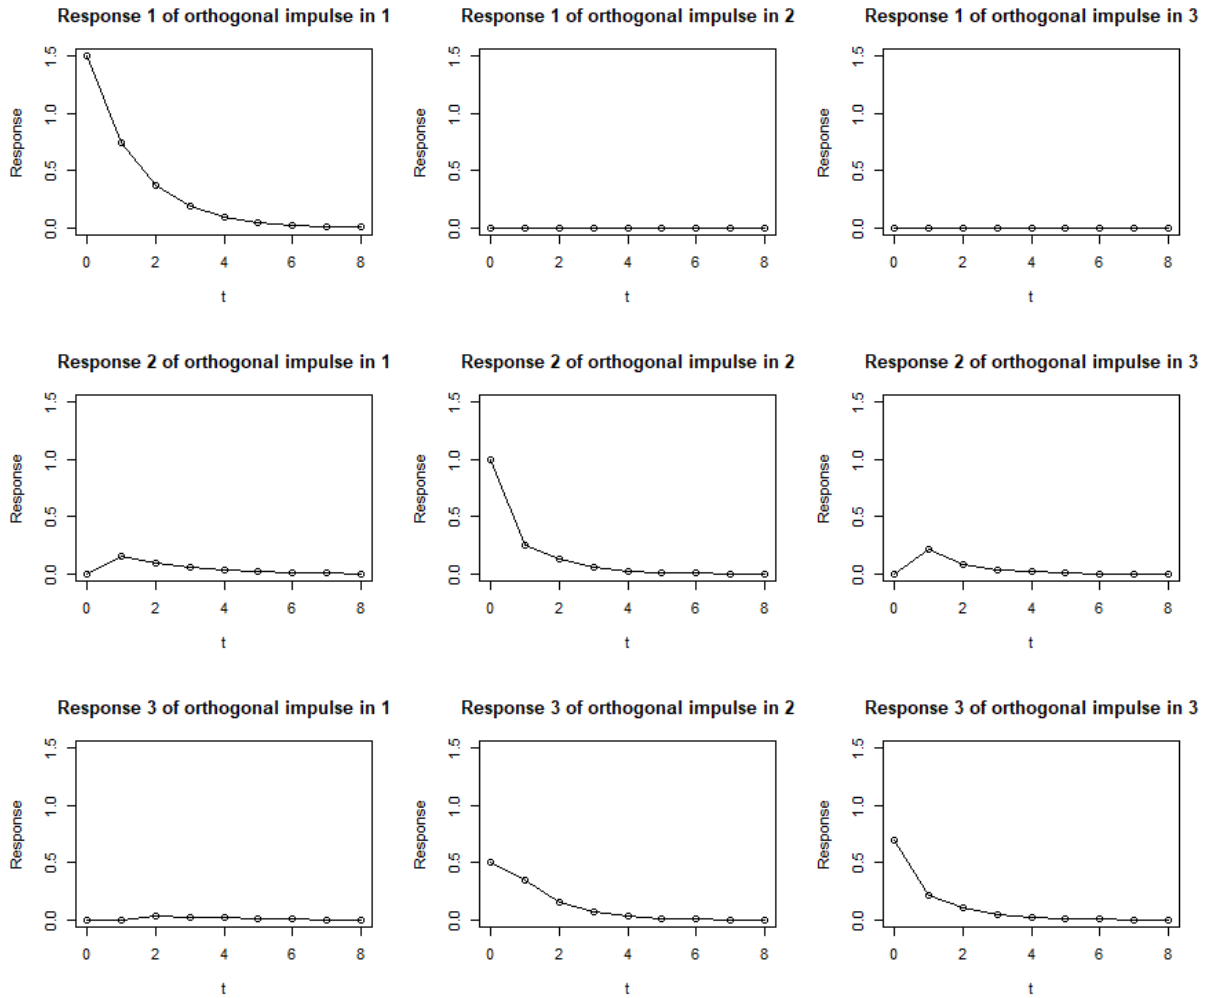 Response 1 of orthogonal impulse in 1
Response 1 of orthogonal impulse in 2
Response 1 of orthogonal impulse in 3
Response
1.5
1.0
0.5
0.0
0 2 4 6 8
t
Response
1.5
1.0
0.5
0.0
0 2 4 6 8
t
Response
1.5
1.0
0.5
0.0
0 2 4 6 8
t
Response 2 of orthogonal impulse in 1
Response 2 of orthogonal impulse in 2
Response 2 of orthogonal impulse in 3
Response
1.5
1.0
0.5
0.0
0 2 4 6 8
t
Response
1.5
1.0
0.5
0.0
0 2 4 6 8
t
Response
1.5
1.0
0.5
0.0
0 2 4 6 8
t
Response 3 of orthogonal impulse in 1
Response 3 of orthogonal impulse in 2
Response 3 of orthogonal impulse in 3
Response
1.5
1.0
0.5
0.0
0 2 4 6 8
t
Response
1.5
1.0
0.5
0.0
0 2 4 6 8
t
Response
1.5
1.0
0.5
0.0
0 2 4 6 8
t